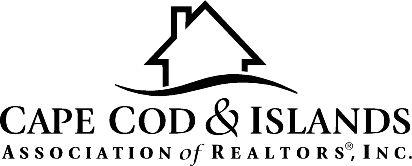 CAPE COD & ISLANDS
ASSOCIATION of REALTORS®, INC.